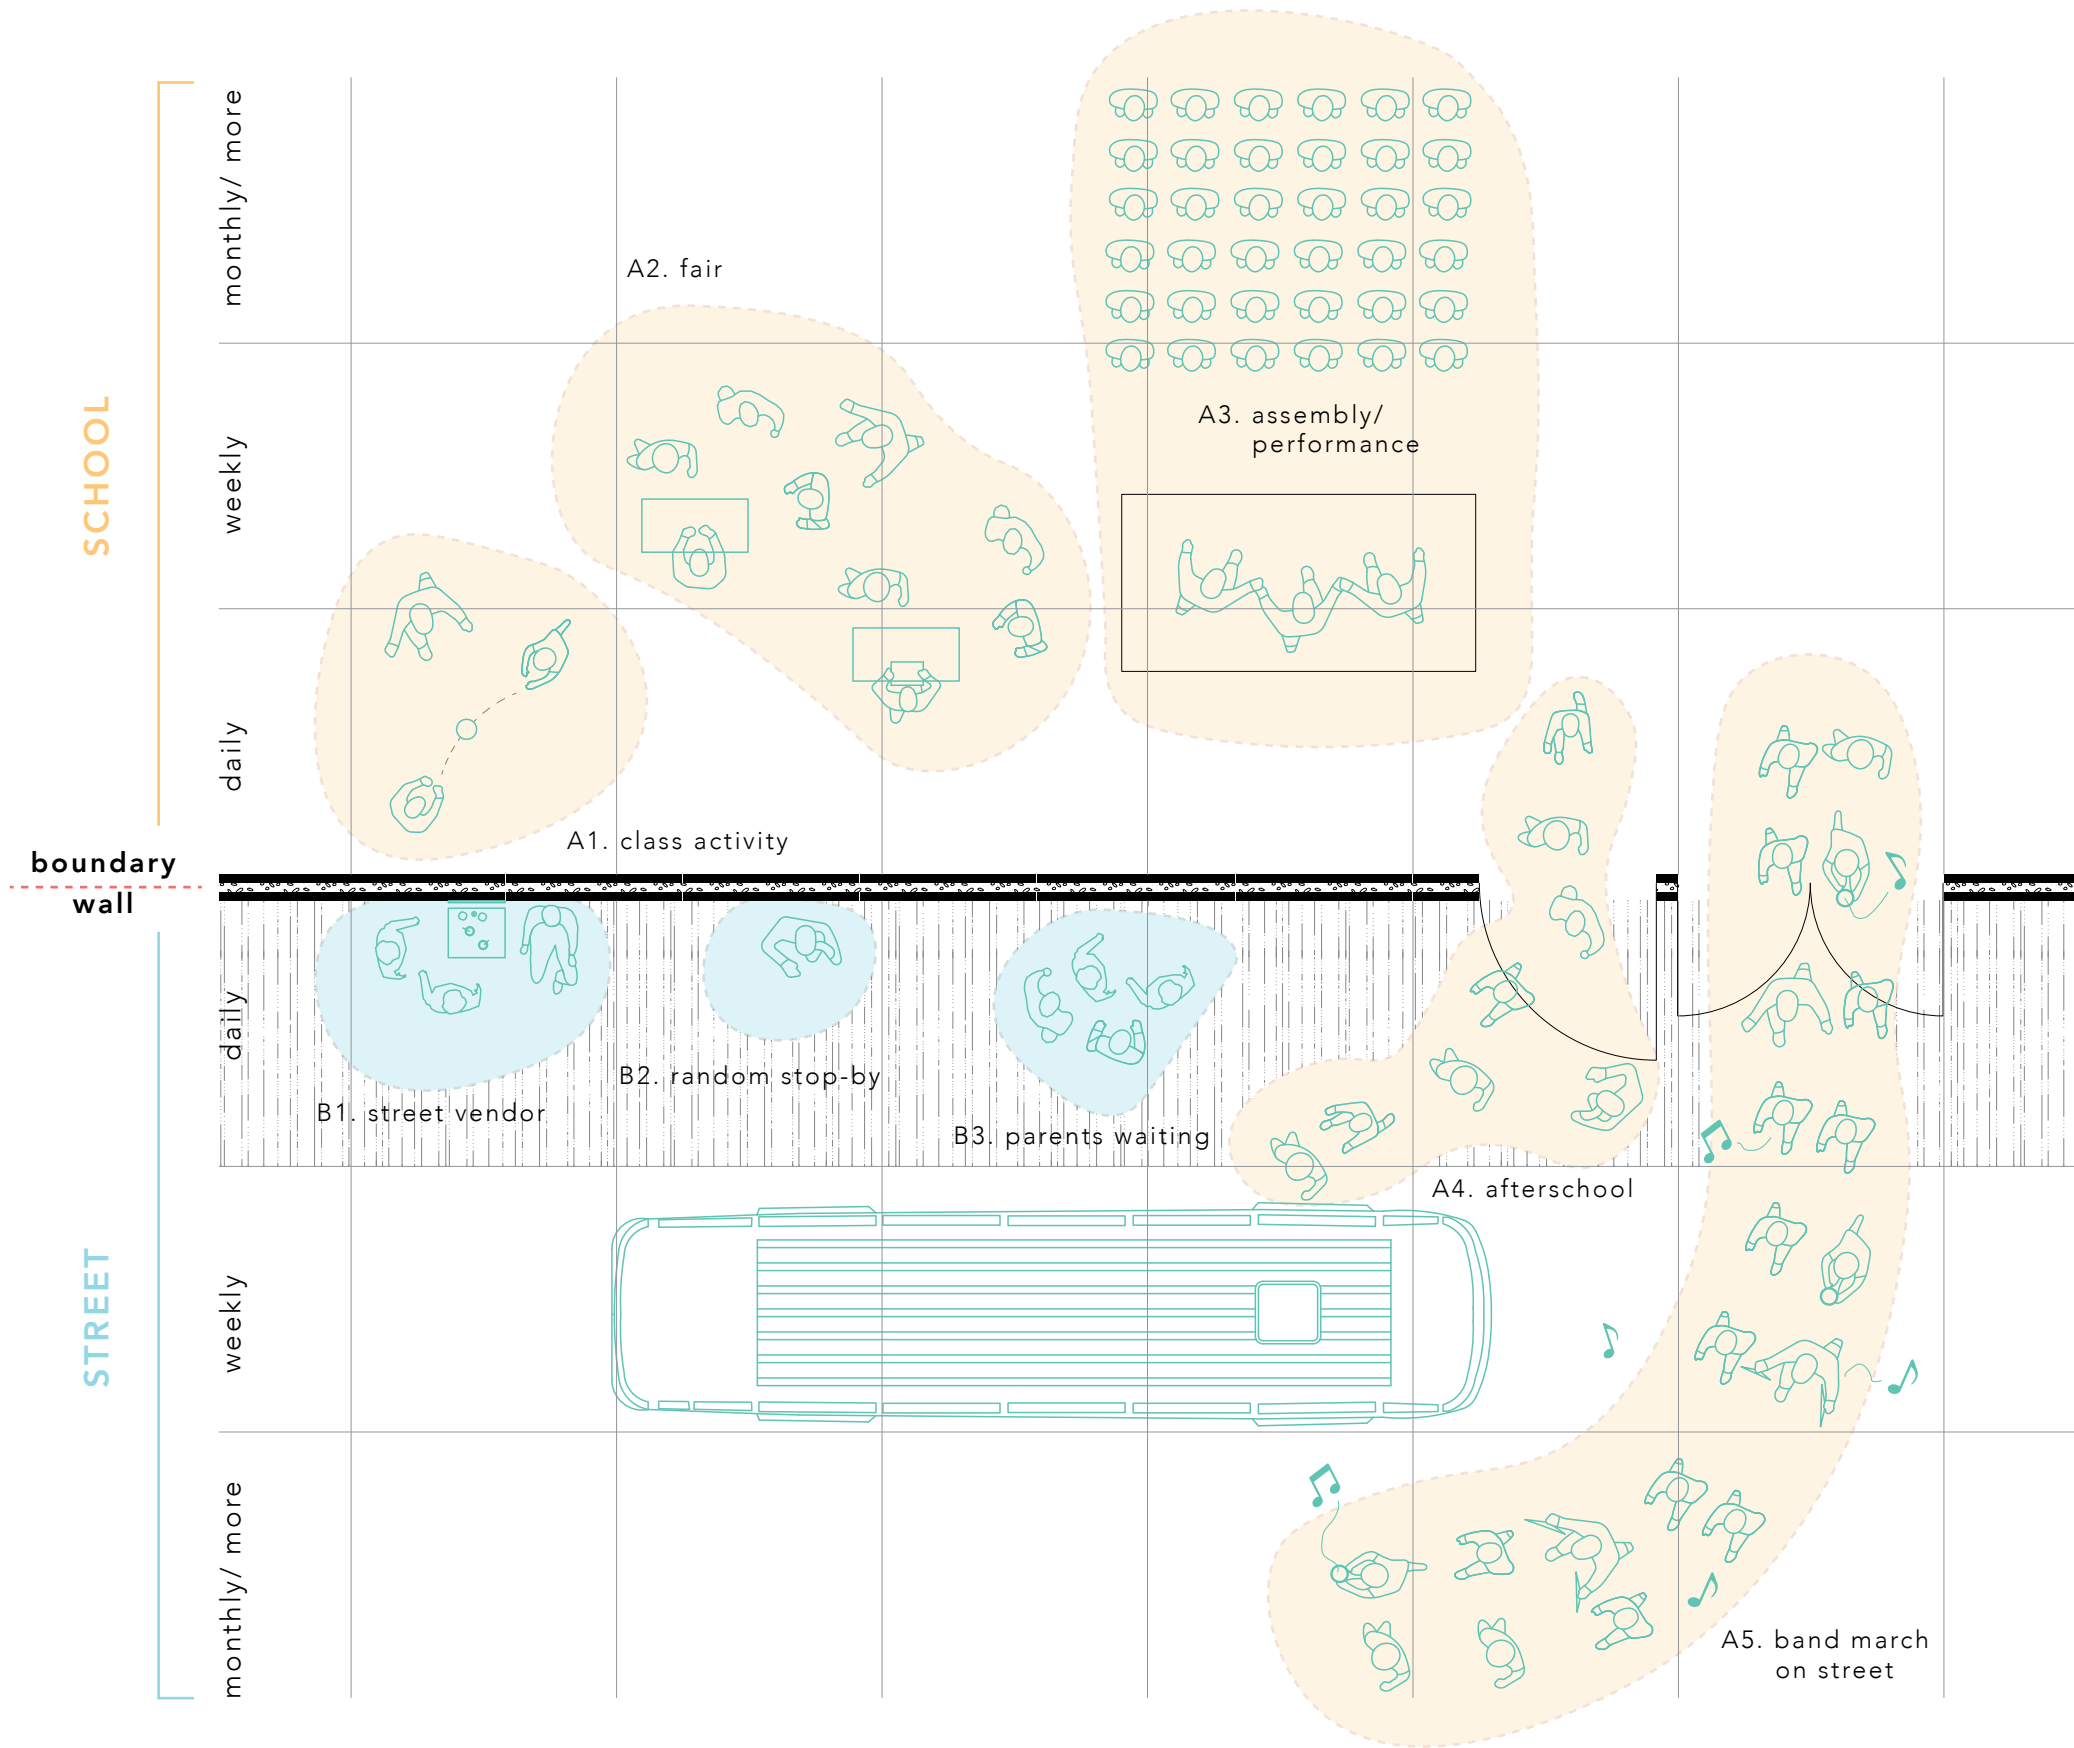 SCHOOL
monthly/ more
weekly
daily
A2. fair
A3. assembly/
performance
A1. class activity
boundary
wall
STREET
daily
weekly
monthly/ more
B1. street vendor
B2. random stop-by
B3. parents waiting
A4. afterschool
A5. band march
on street